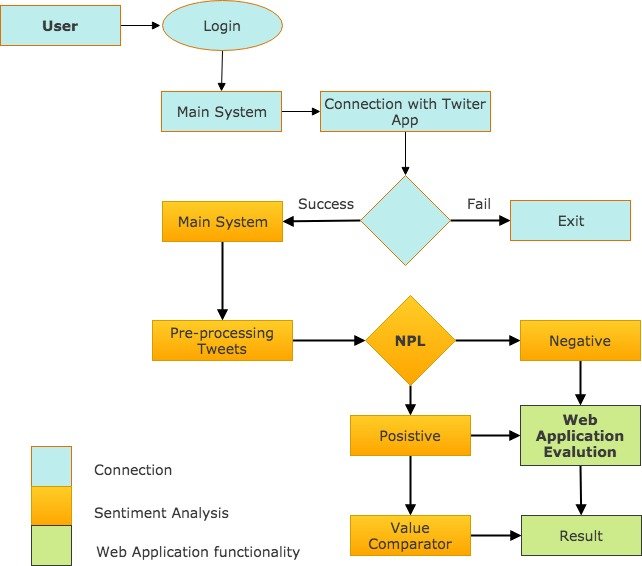 User
Login
Main System
Connection with Twiter
App
Success
Fail
Main System
Exit
Pre-processing
Tweets
NPL
Negative
Posistive
Web
Application
Evalution
Value
Comparator
Result
Connection
Sentiment Analysis
Web Application functionality